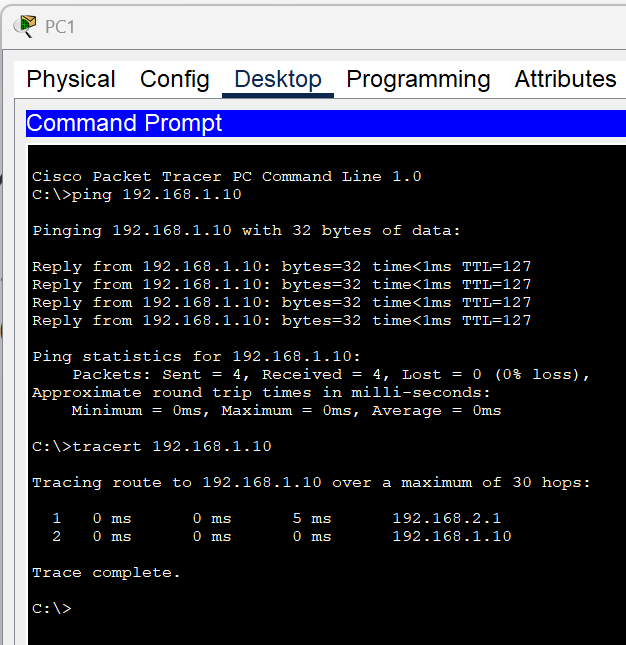 PC1
Physical Config Desktop Programming Attributes
Command Prompt
Cisco Packet Tracer PC Command Line 1.0
C:\>ping 192.168.1.10
Pinging 192.168.1.10 with 32 bytes of data:
Reply from 192.168.1.10: bytes=32 time<1ms TTL=127
Reply from 192.168.1.10: bytes=32 time<1ms TTL=127
Reply from 192.168.1.10: bytes=32 time<1ms TTL=127
Reply from 192.168.1.10: bytes=32 time<1ms TTL=127
Ping statistics for 192.168.1.10:
Packets: Sent = 4, Received = 4, Lost = 0 (0% loss),
Approximate round trip times in milli-seconds:
Minimum = 0ms, Maximum = 0ms, Average = 0ms
C:\>tracert 192.168.1.10
Tracing route to 192.168.1.10 over a maximum of 30 hops:
1 0 ms 0 ms 5 ms 192.168.2.1
2 0 ms 0 ms 0 ms 192.168.1.10
Trace complete.
C:\>